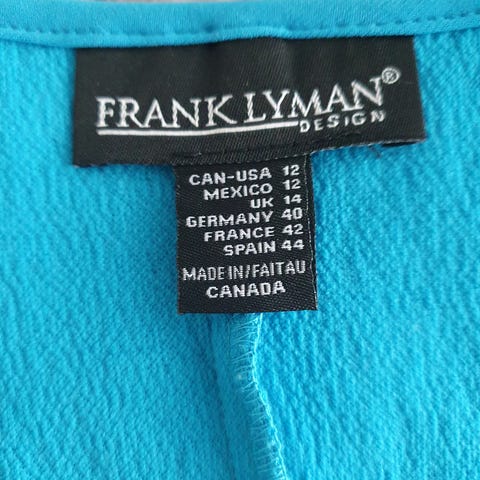 FRANK LYMAN®
DESIGN
CAN-USA 12
MEXICO 12
UK 14
GERMANY 40
FRANCE 42
SPAIN 44
MADE IN/FAIT AU
CANADA